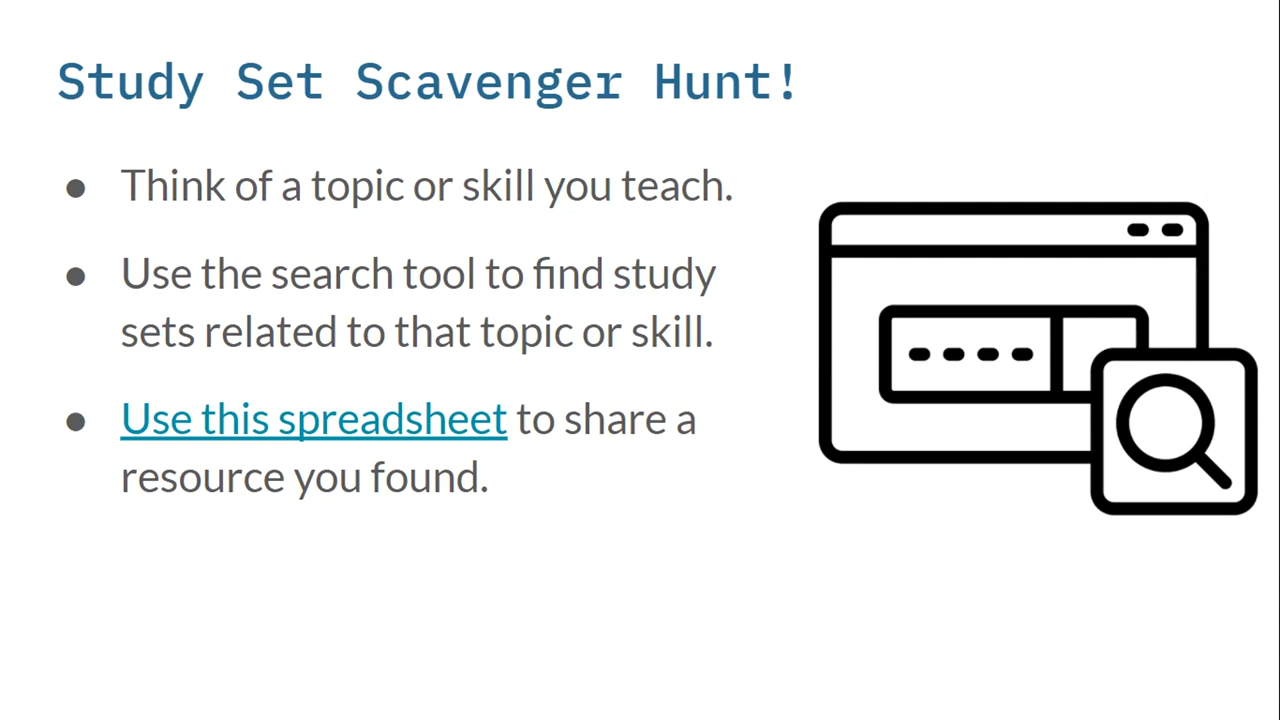 Study Set Scavenger Hunt!
● Think of a topic or skill you teach.
● Use the search tool to find study
sets related to that topic or skill.
● Use this spreadsheet to share a
resource you found.